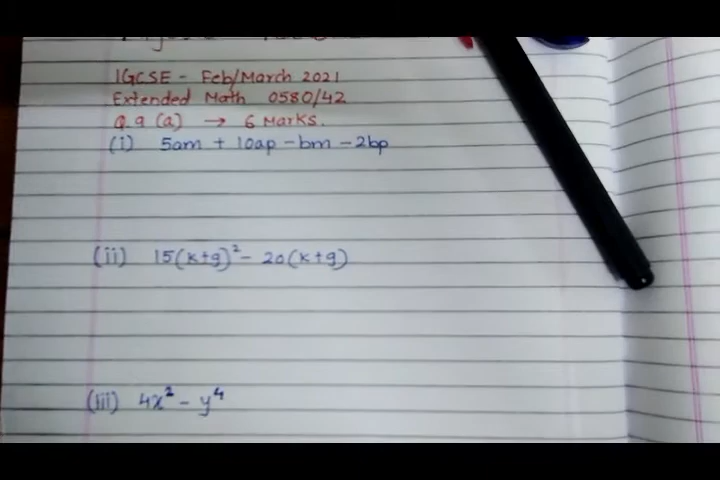 IGCSE - Feb/March 2021
Extended Math 0580/42
Q.9 (a) → 6 Marks.
(i) 5am + 10ap - bm - 2bp
(ii) 15(k+g)² - 20(k+g)
(iii) 4x² - y⁴